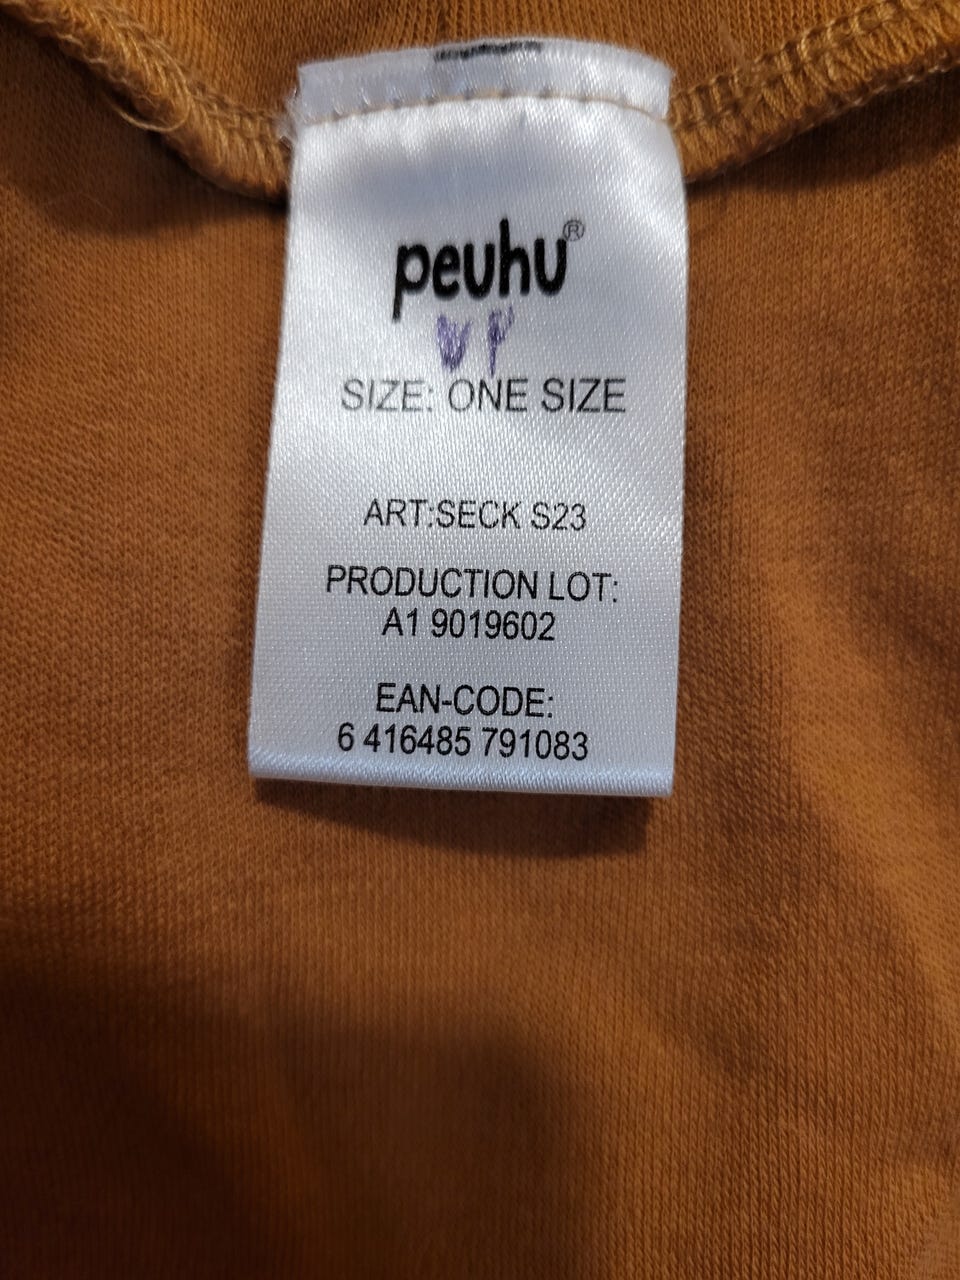 peuhu®
SIZE: ONE SIZE
ART:SECK S23
PRODUCTION LOT:
A1 9019602
EAN-CODE:
6 416485 791083